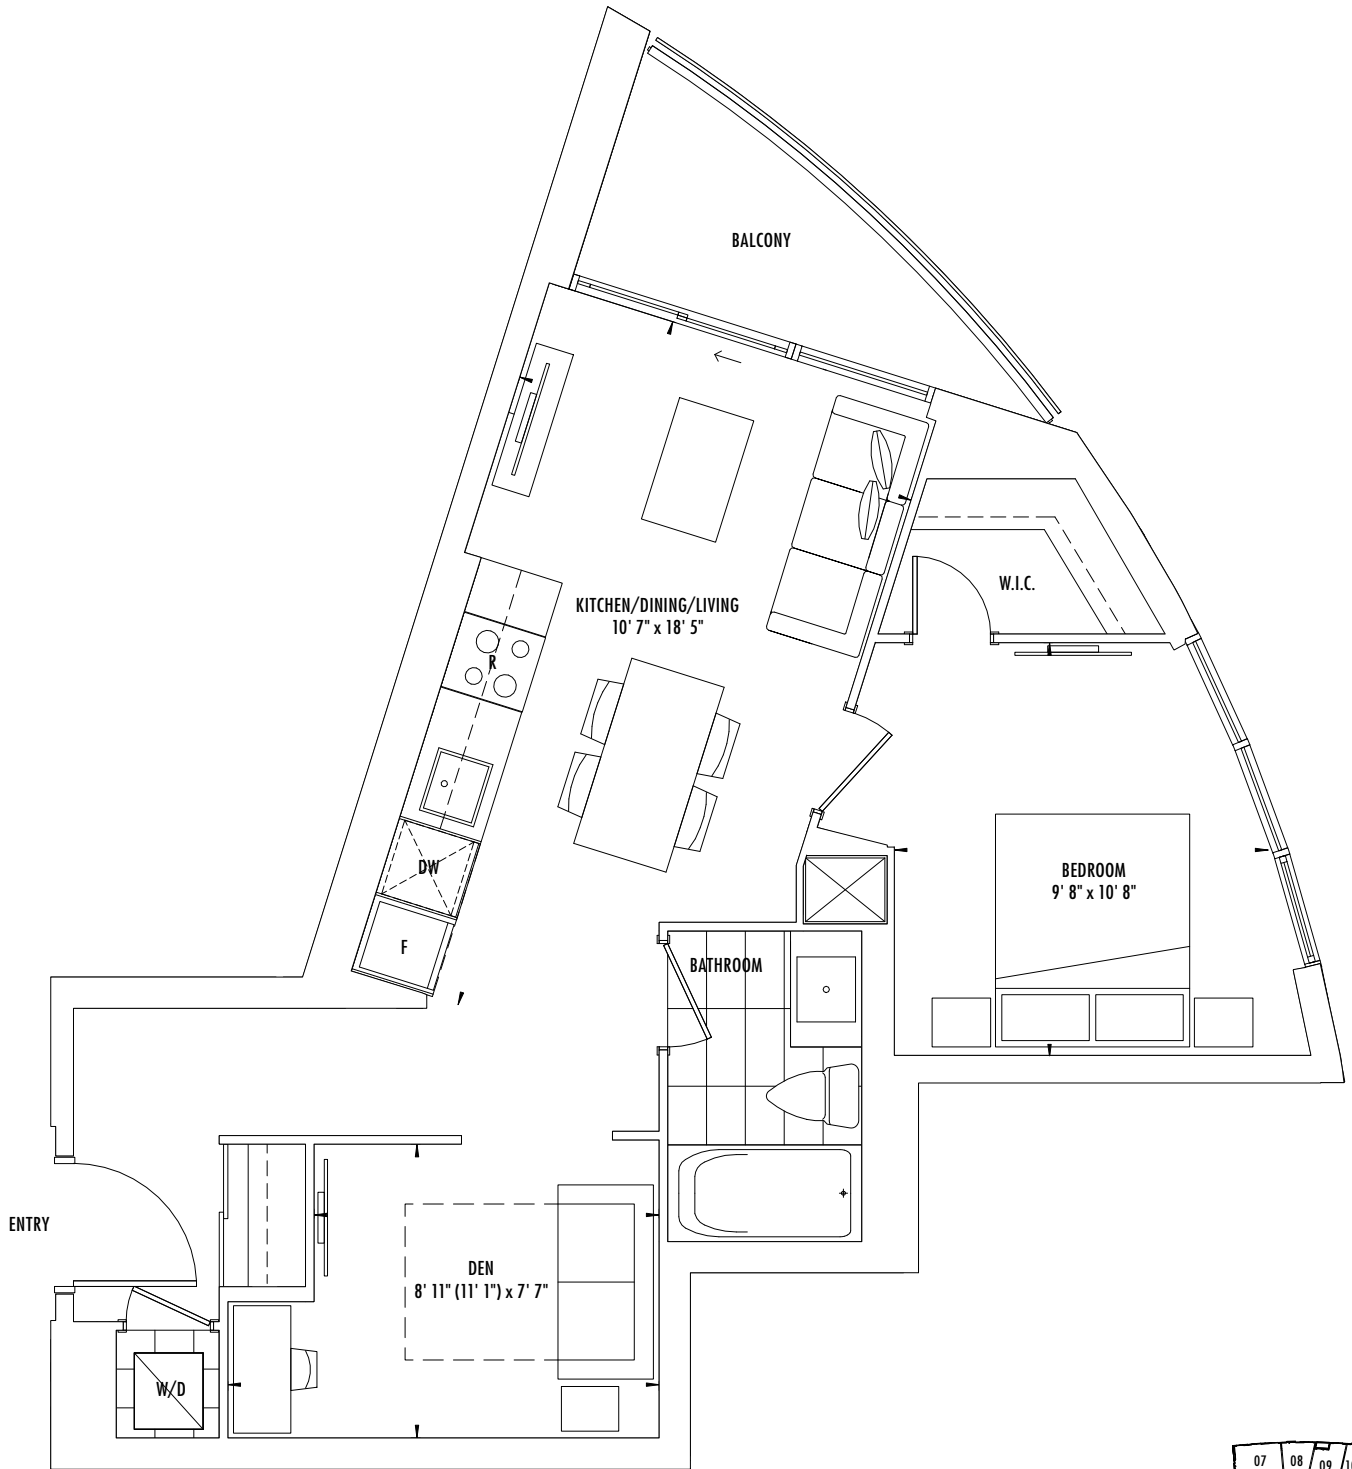 BALCONY
W.I.C.
KITCHEN/DINING/LIVING
10' 7" x 18' 5"
R
DW
BEDROOM
9' 8" x 10' 8"
F
BATHROOM
ENTRY
DEN
8' 11" (11' 1") x 7' 7"
W/D
07 08 09